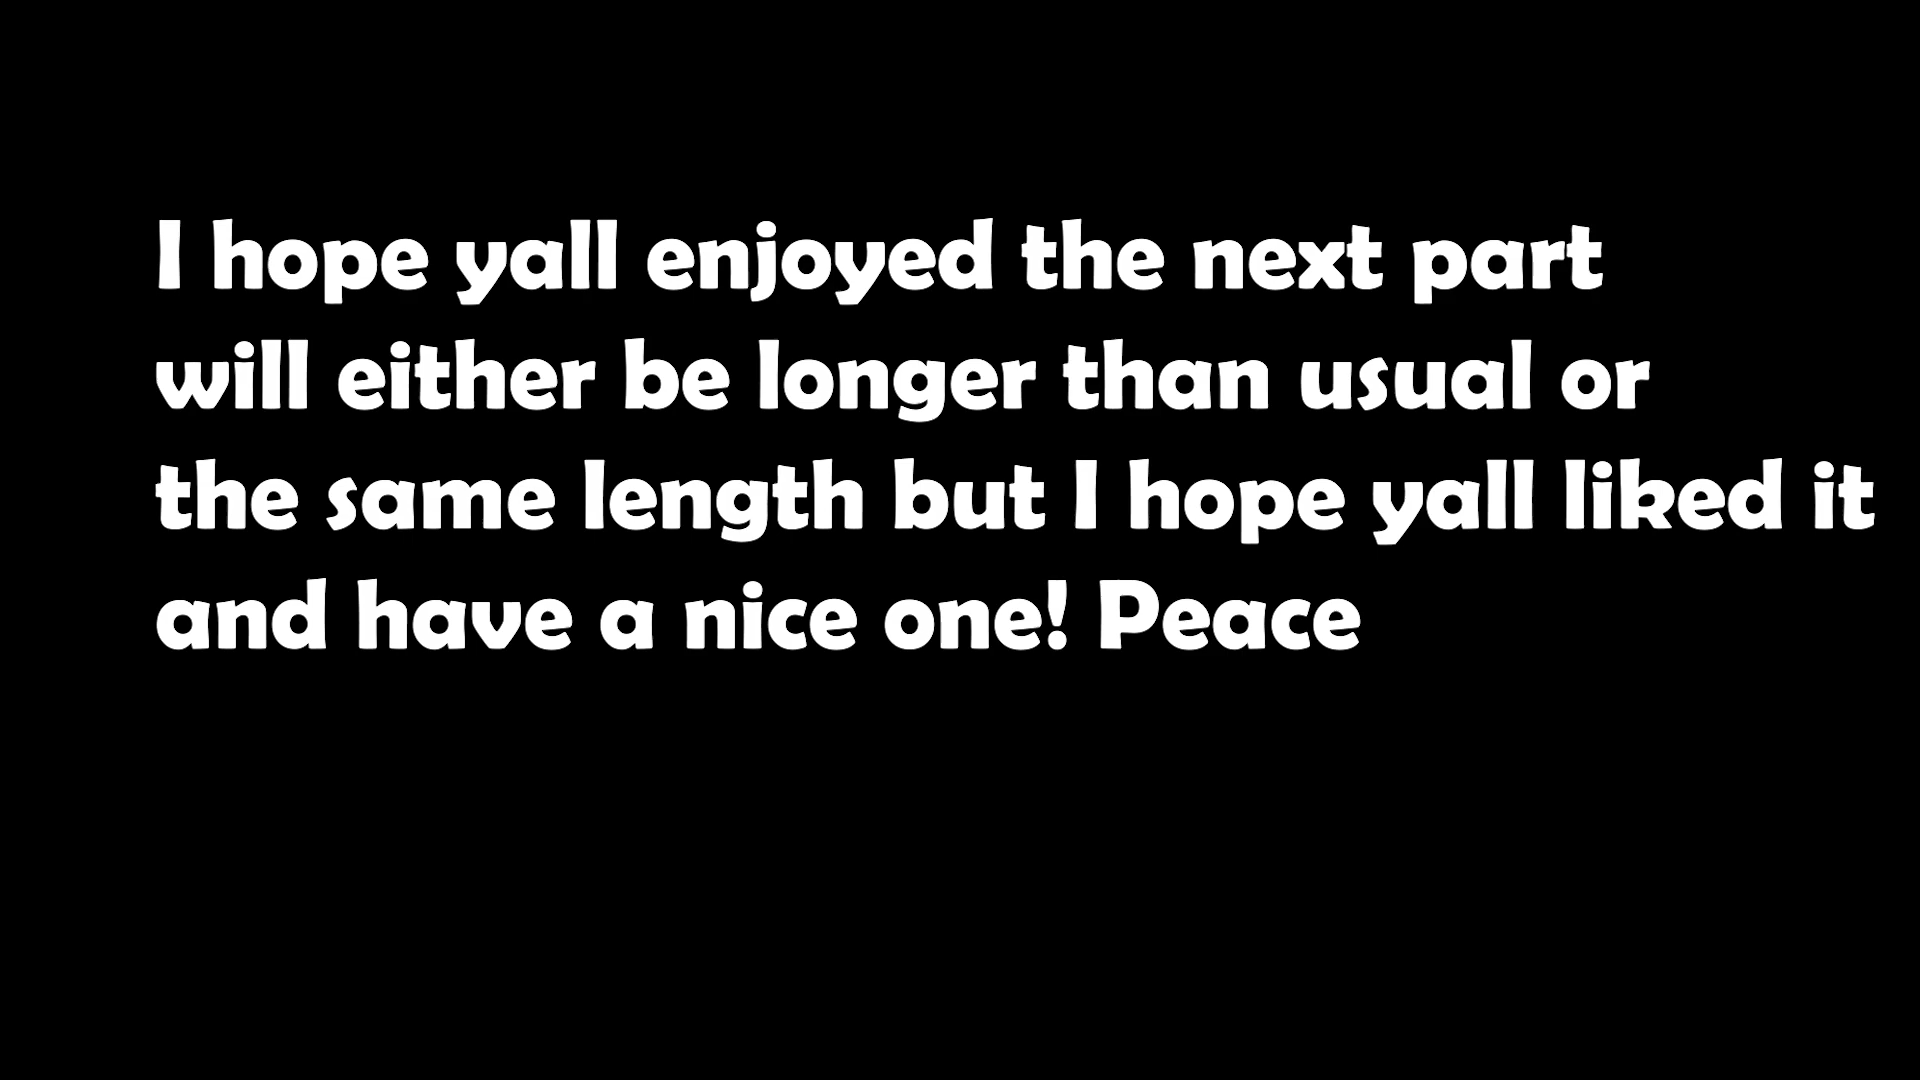 I hope yall enjoyed the next part
will either be longer than usual or
the same length but I hope yall liked it
and have a nice one! Peace